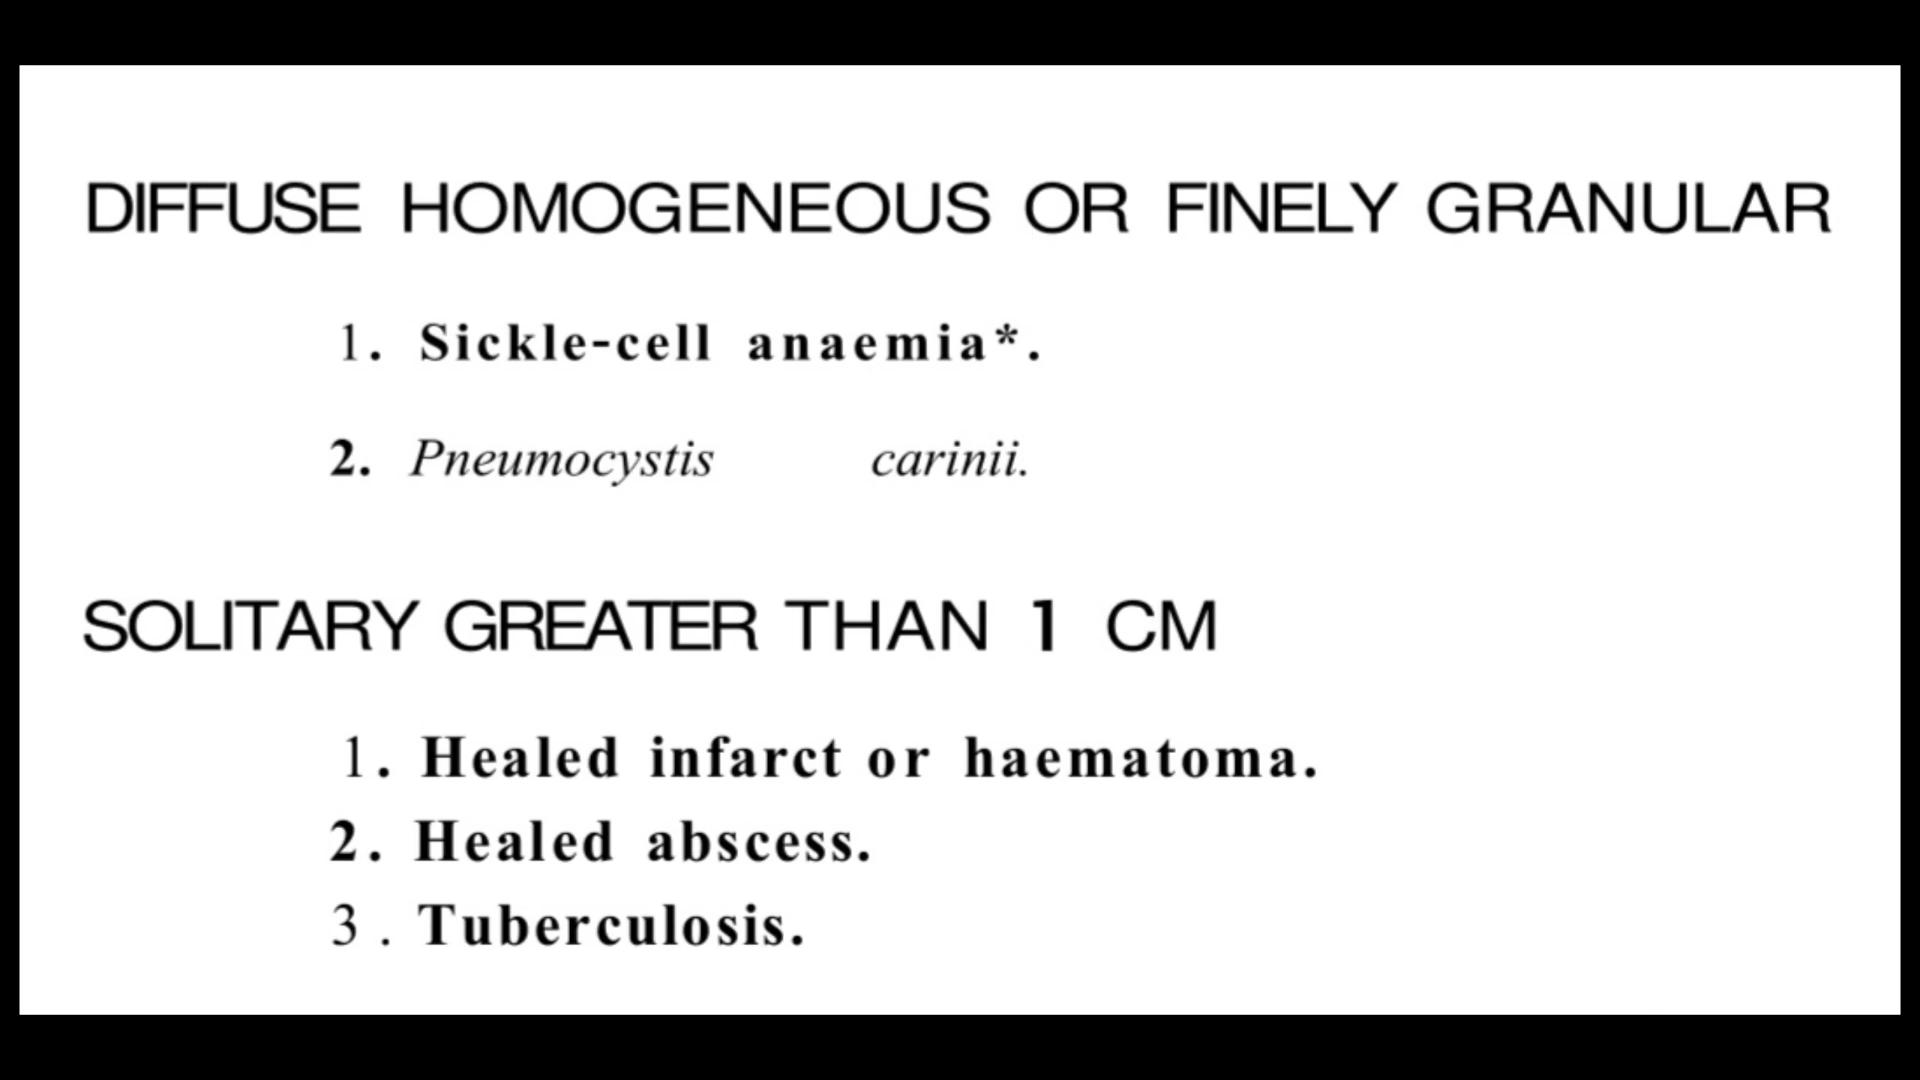 DIFFUSE HOMOGENEOUS OR FINELY GRANULAR
1. Sickle-cell anaemia*.
2. Pneumocystis carinii.
SOLITARY GREATER THAN 1 CM
1. Healed infarct or haematoma.
2. Healed abscess.
3 . Tuberculosis.